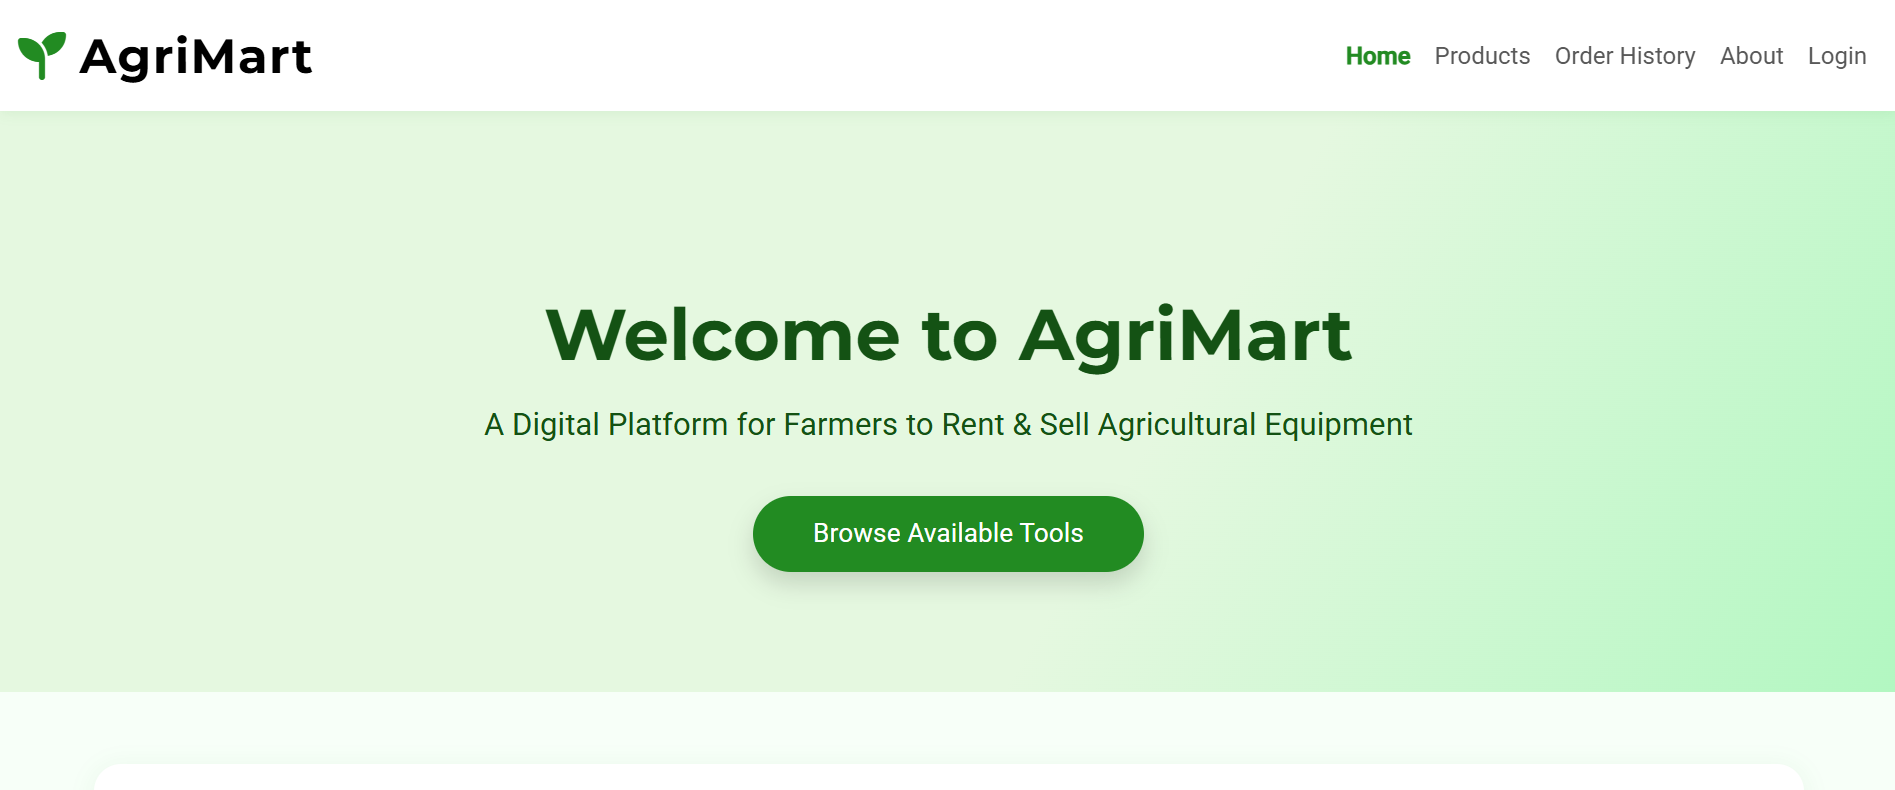 AgriMart
Home Products Order History About Login
Welcome to AgriMart
A Digital Platform for Farmers to Rent & Sell Agricultural Equipment
Browse Available Tools